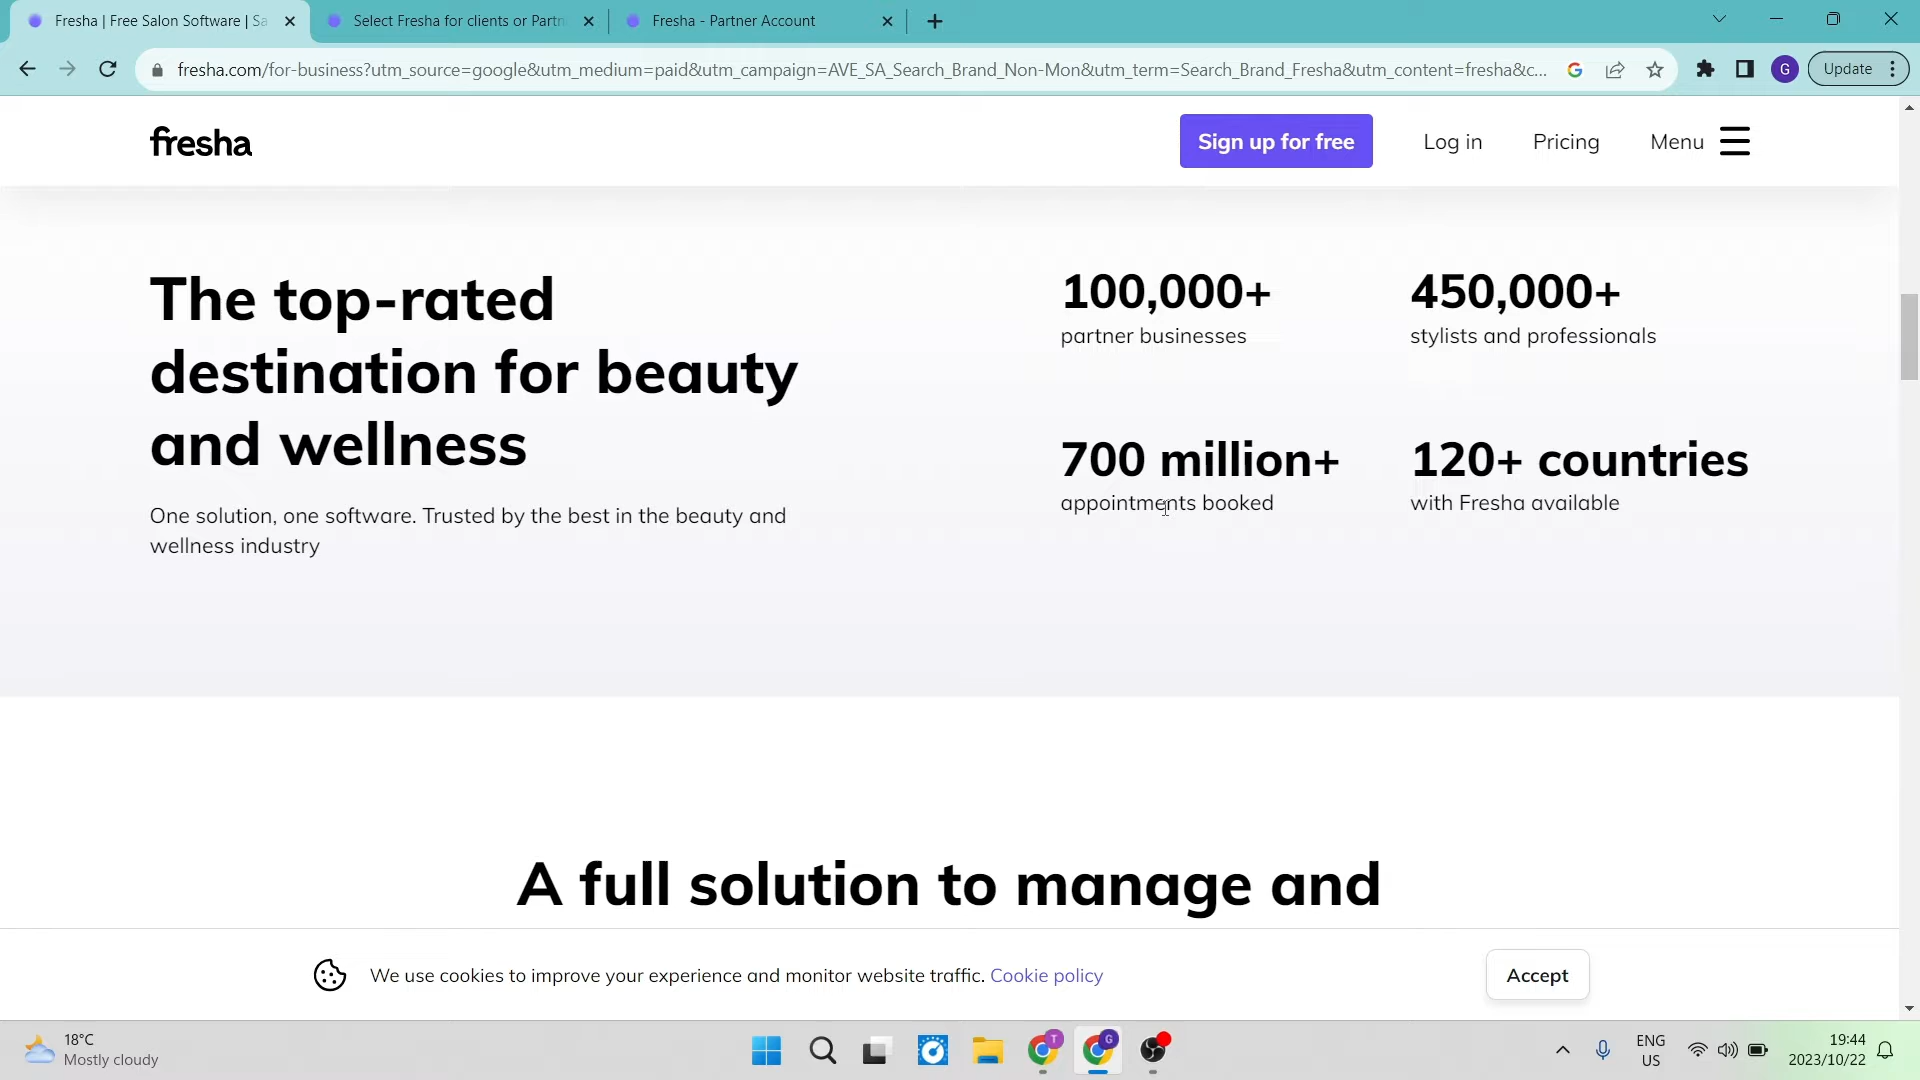 Fresha | Free Salon Software | Sa
Select Fresha for clients or Partn
Fresha - Partner Account
fresha.com/for-business?utm_source=google&utm_medium=paid&utm_campaign=AVE_SA_Search_Brand_Non-Mon&utm_term=Search_Brand_Fresha&utm_content=fresha&c...
G
Update
fresha
Sign up for free
Log in
Pricing
Menu
The top-rated
destination for beauty
and wellness
One solution, one software. Trusted by the best in the beauty and
wellness industry
100,000+
partner businesses
450,000+
stylists and professionals
700 million+
appointments booked
120+ countries
with Fresha available
A full solution to manage and
We use cookies to improve your experience and monitor website traffic. Cookie policy
Accept
18°C
Mostly cloudy
T
G
ENG
US
19:44
2023/10/22